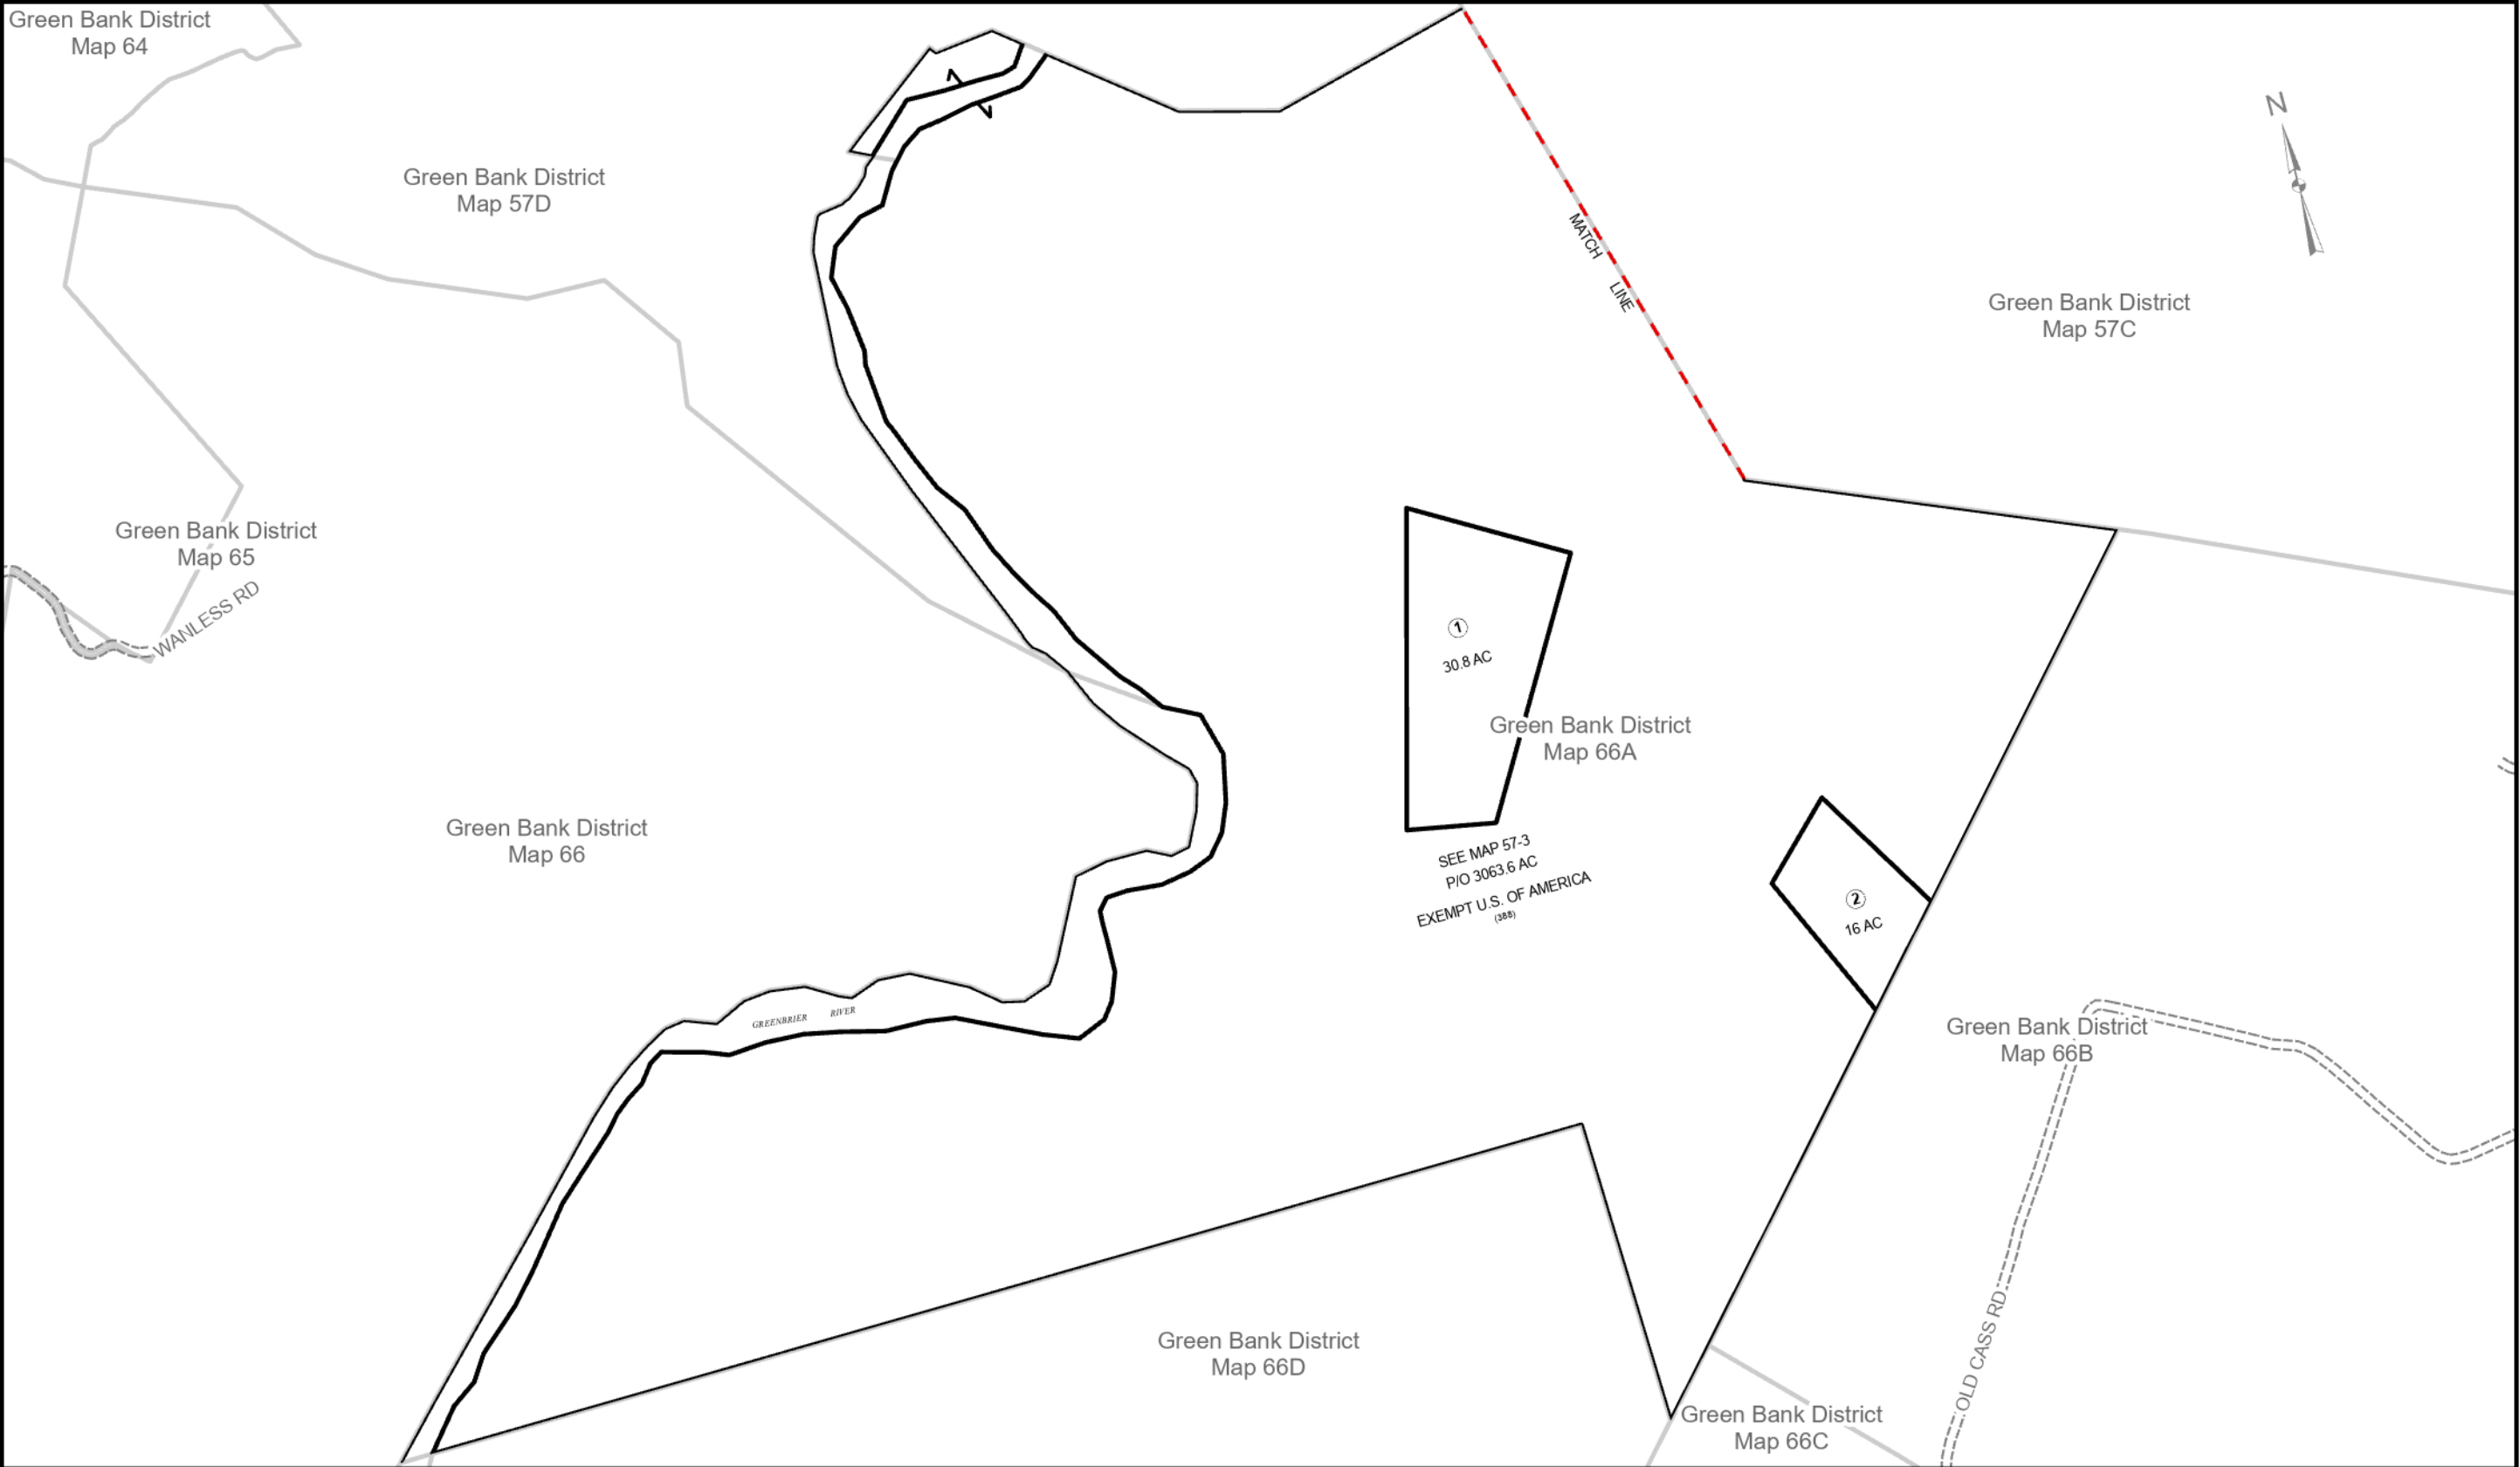 Green Bank District
Map 64
N
Green Bank District
Map 57D
MATCH LINE
Green Bank District
Map 57C
Green Bank District
Map 65
WANLESS RD
1
30.8 AC
Green Bank District
Map 66A
Green Bank District
Map 66
SEE MAP 57-3
P/O 3063.6 AC
EXEMPT U.S. OF AMERICA
(388)
2
16 AC
GREENBRIER RIVER
Green Bank District
Map 66B
Green Bank District
Map 66D
OLD CASS RD
Green Bank District
Map 66C